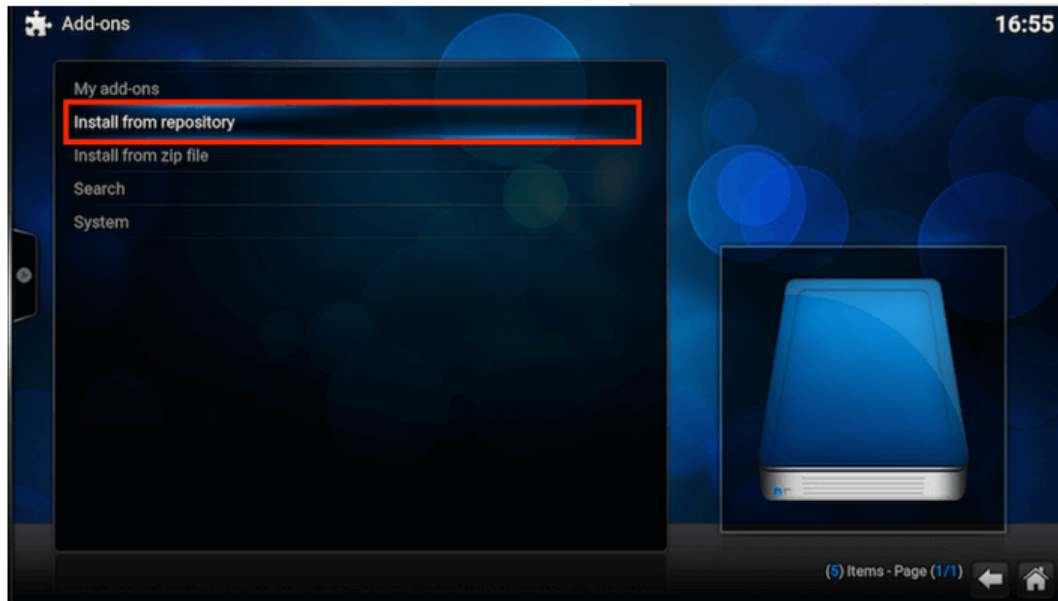 Add-ons
16:55
My add-ons
Install from repository
Install from zip file
Search
System
(5) Items - Page (1/1)